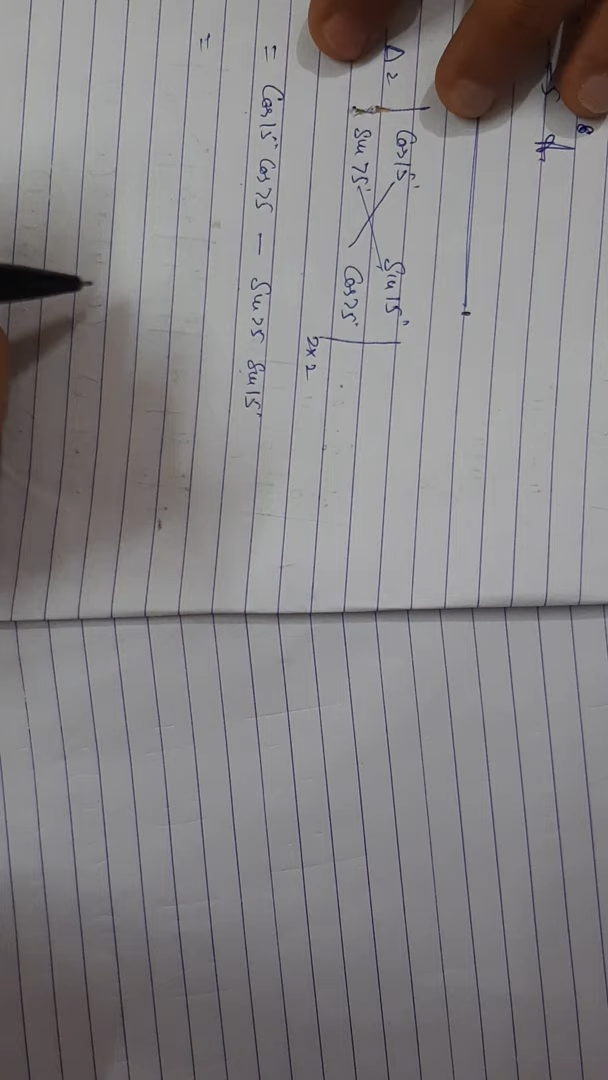 Δ = | Cos15° Sin15° |
| Sin75° Cos75° | 2×2
= Cos15° Cos75 − Sin75 Sin15°
=